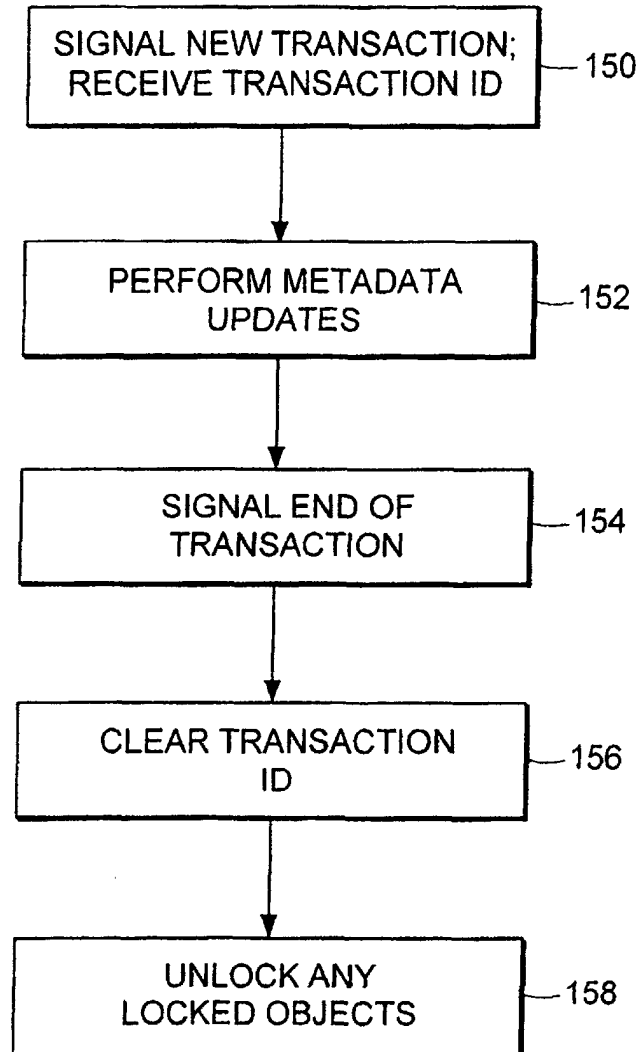 SIGNAL NEW TRANSACTION;
RECEIVE TRANSACTION ID
150
PERFORM METADATA
UPDATES
152
SIGNAL END OF
TRANSACTION
154
CLEAR TRANSACTION
ID
156
UNLOCK ANY
LOCKED OBJECTS
158